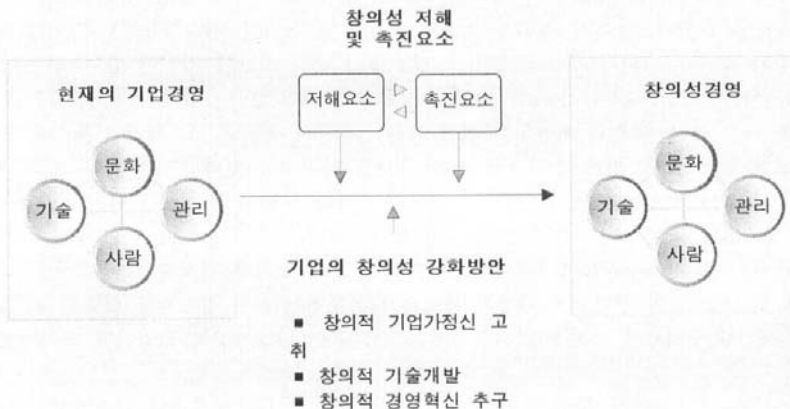 창의성 저해
및 촉진요소
현재의 기업경영
저해요소
촉진요소
창의성경영
문화
기술
관리
사람
문화
기술
관리
사람
기업의 창의성 강화방안
▪ 창의적 기업가정신 고
취
▪ 창의적 기술개발
▪ 창의적 경영혁신 추구